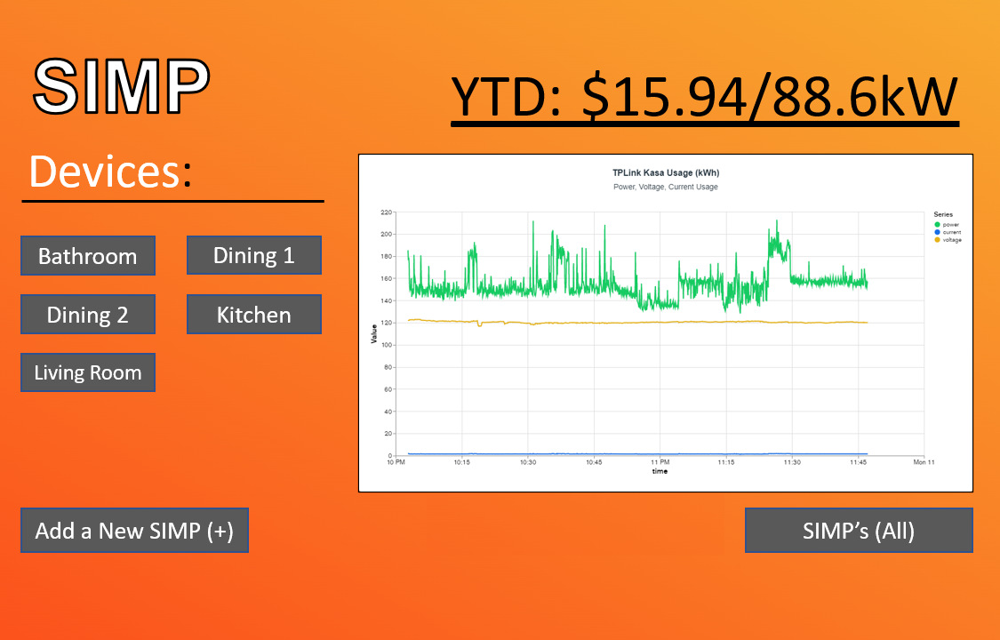 SIMP
YTD: $15.94/88.6kW
Devices:
Bathroom
Dining 1
Dining 2
Kitchen
Living Room
Add a New SIMP (+)
TPLink Kasa Usage (kWh)
Power, Voltage, Current Usage
Series
power
current
voltage
Value
220
200
180
160
140
120
100
80
60
40
20
0
10 PM 10:15 10:30 10:45 11 PM 11:15 11:30 11:45 Mon 11
time
SIMP’s (All)